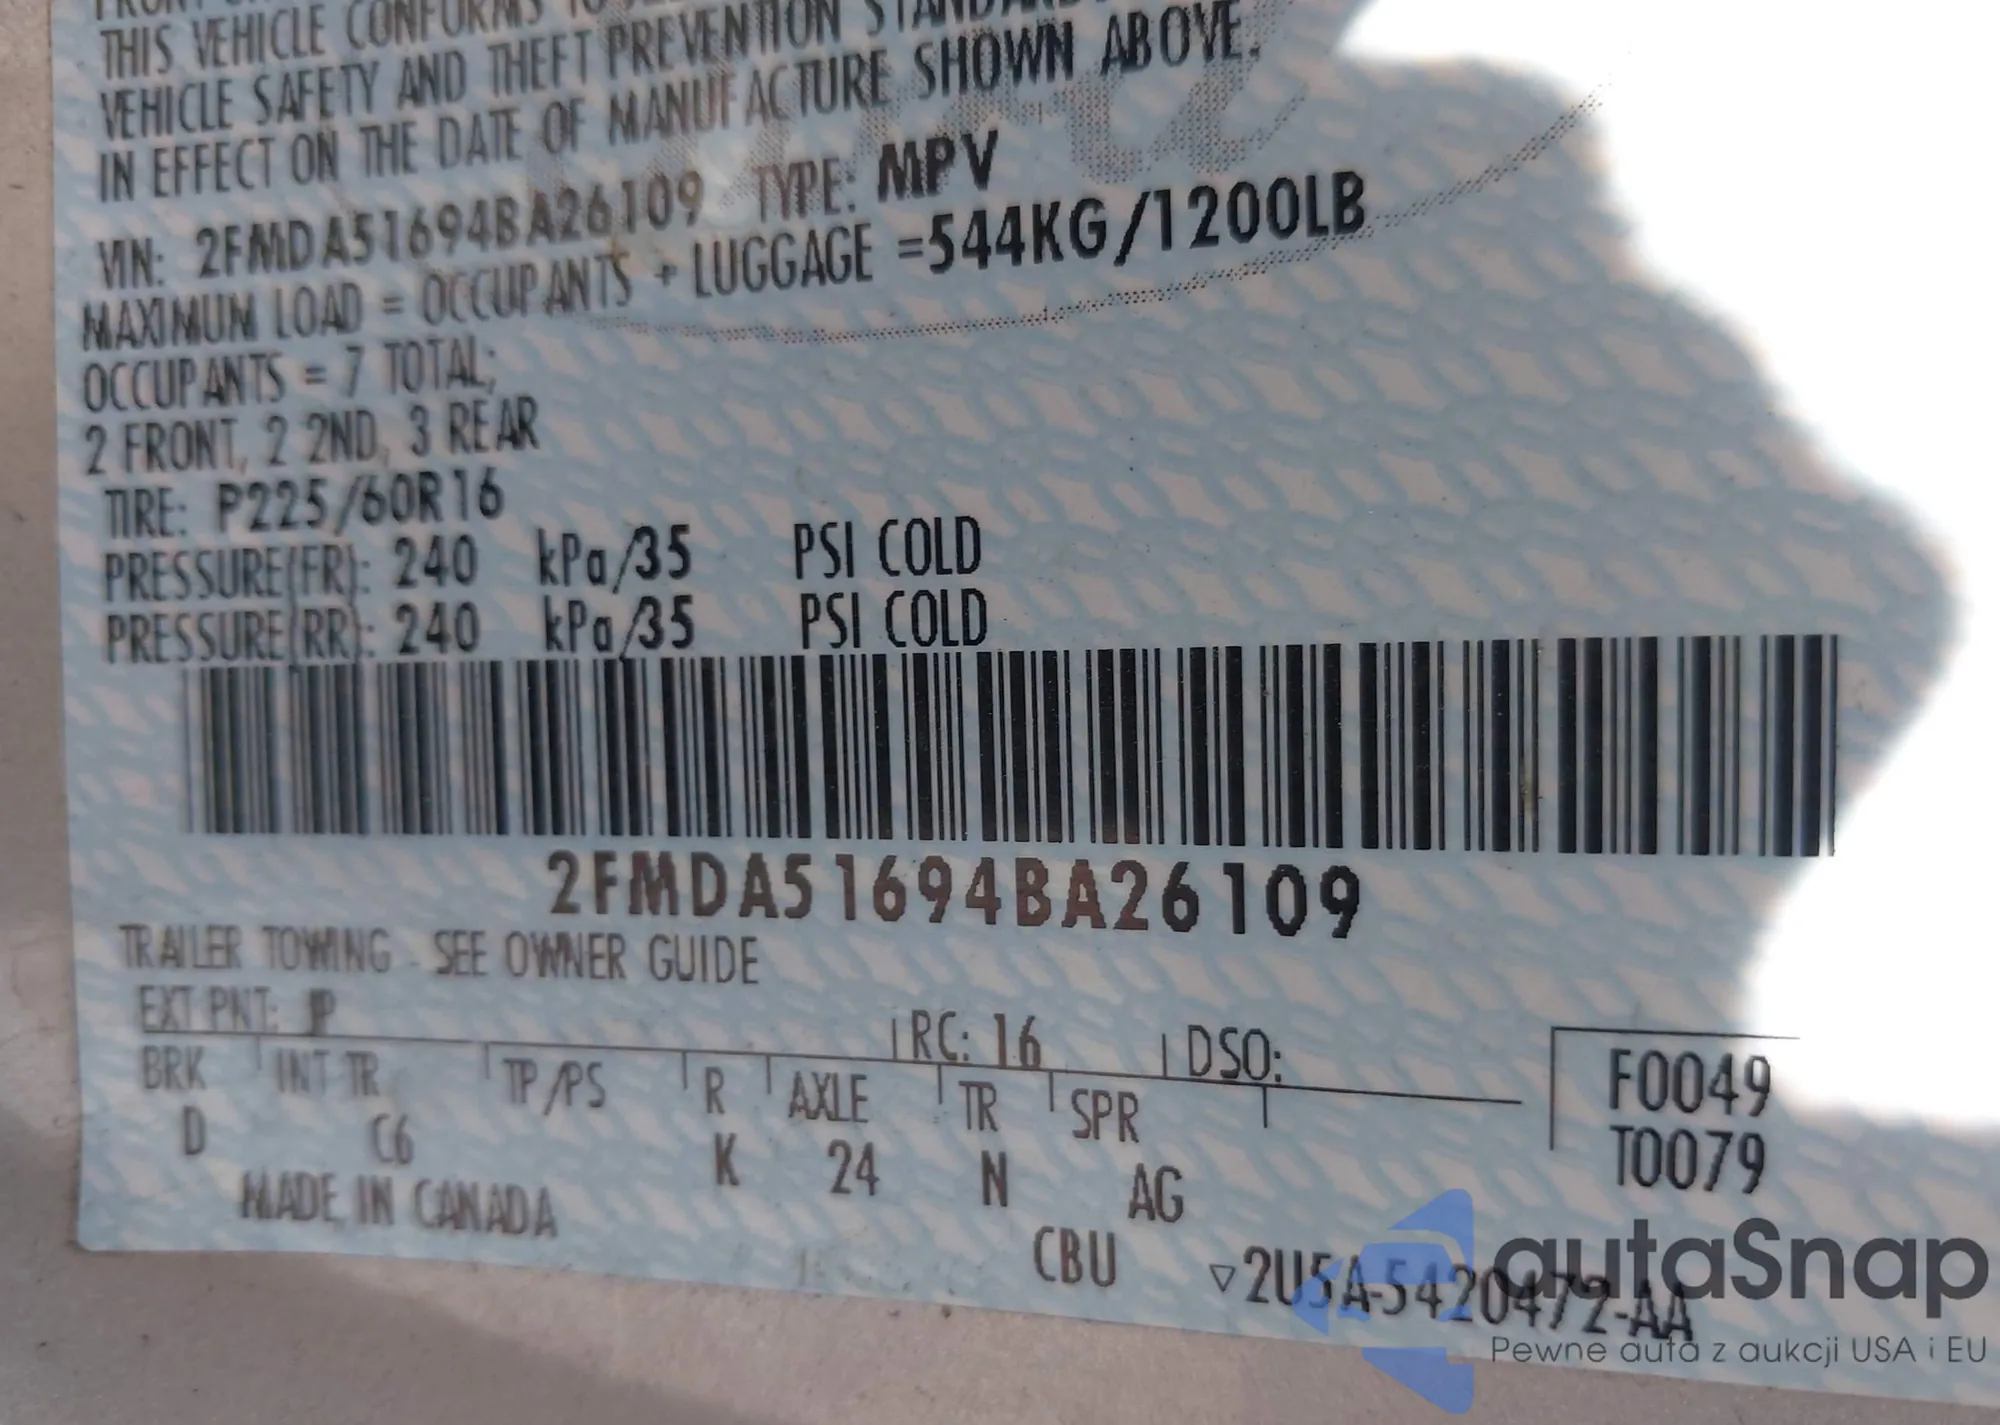 THIS VEHICLE CONFORMS TO
VEHICLE SAFETY AND THEFT PREVENTION STANDARDS
IN EFFECT ON THE DATE OF MANUFACTURE SHOWN ABOVE.
VIN: 2FMDA51694BA26109 TYPE: MPV
MAXIMUM LOAD = OCCUPANTS + LUGGAGE =544KG/1200LB
OCCUPANTS = 7 TOTAL;
2 FRONT, 2 2ND, 3 REAR
TIRE: P225/60R16
PRESSURE(FR): 240 kPa/35 PSI COLD
PRESSURE(RR): 240 kPa/35 PSI COLD
2FMDA51694BA26109
TRAILER TOWING - SEE OWNER GUIDE
EXT PNT: JP
RC: 16 DSO:
F0049
BRK INT TR TP/PS R AXLE TR SPR
T0079
D C6 K 24 N AG
MADE IN CANADA
CBU ▽2U5A-5420472-AA
autaSnap
Pewne auta z aukcji USA i EU